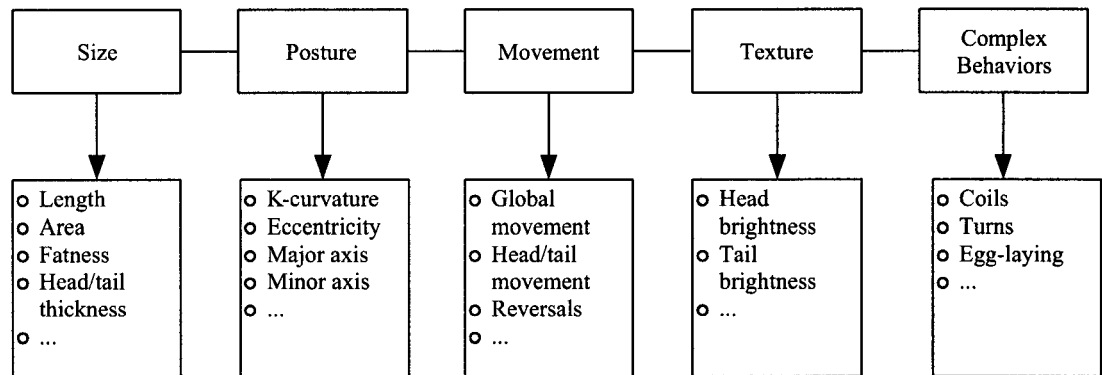 Size
Posture
Movement
Texture
Complex
Behaviors
Length
Area
Fatness
Head/tail
thickness
...
K-curvature
Eccentricity
Major axis
Minor axis
...
Global
movement
Head/tail
movement
Reversals
...
Head
brightness
Tail
brightness
...
Coils
Turns
Egg-laying
...